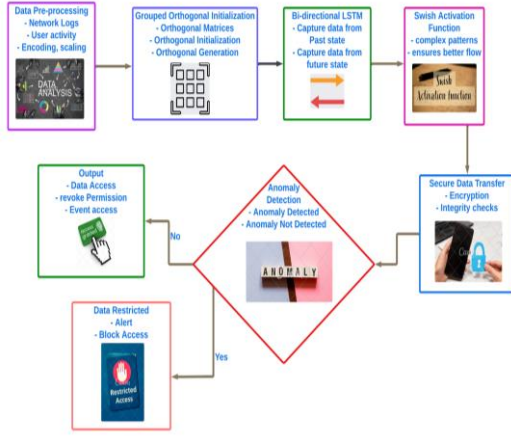 Data Pre-processing
- Network Logs
- User activity
- Encoding, scaling
DATA
ANALYSIS
Grouped Orthogonal Initialization
- Orthogonal Matrices
- Orthogonal Initialization
- Orthogonal Generation
Bi-directional LSTM
- Capture data from
Past state
- Capture data from
future state
Swish Activation
Function
- complex patterns
- ensures better flow
Swish
Activation function
Secure Data Transfer
- Encryption
- Integrity checks
Anomaly
Detection
- Anomaly Detected
- Anomaly Not Detected
ANOMALY
No
Output
- Data Access
- revoke Permission
- Event access
Yes
Data Restricted
- Alert
- Block Access
Restricted
Access